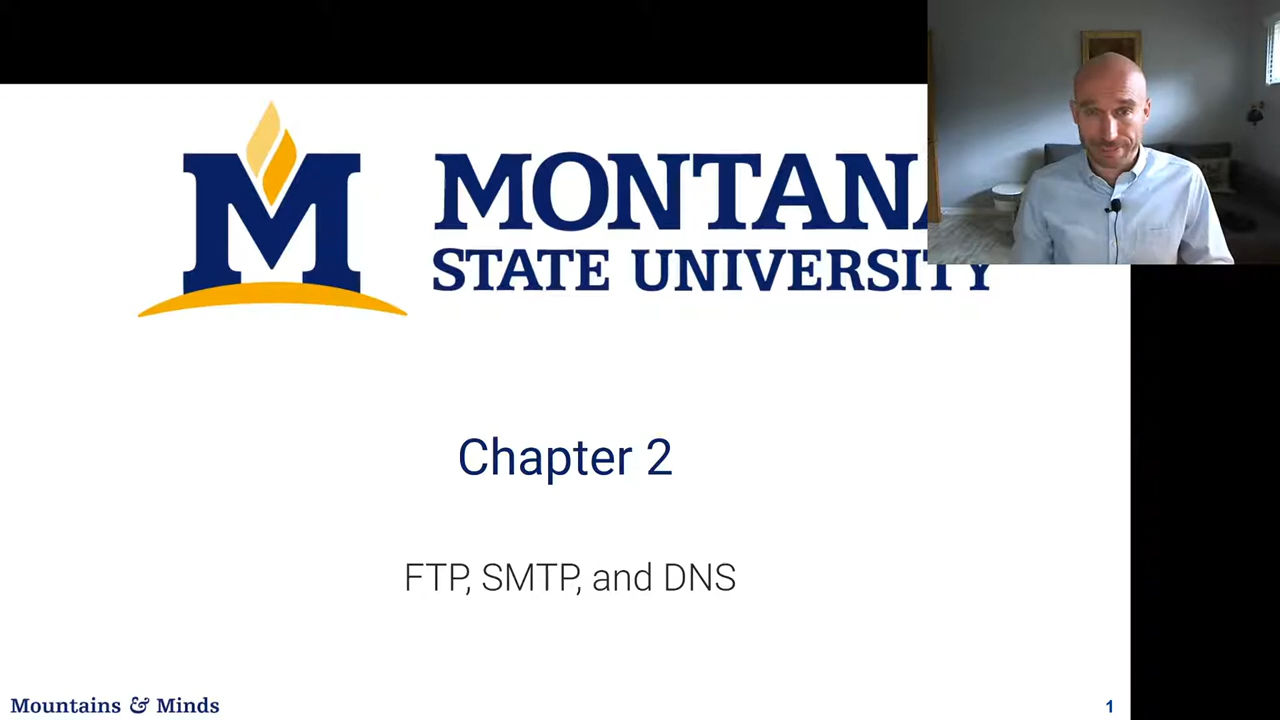 M
MONTANA
STATE UNIVERSITY
Chapter 2
FTP, SMTP, and DNS
Mountains & Minds
1